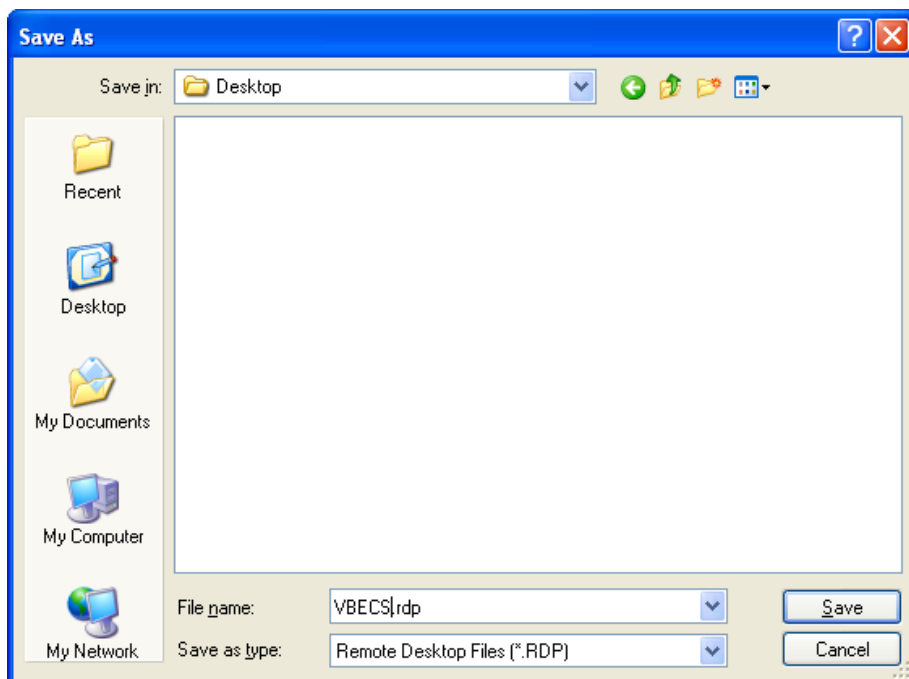 Save As
Save in:
Desktop
Recent
Desktop
My Documents
My Computer
My Network
File name:
VBECS.rdp
Save
Save as type:
Remote Desktop Files (*.RDP)
Cancel